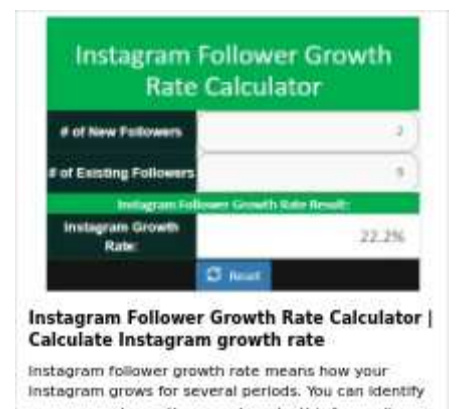 Instagram Follower Growth
Rate Calculator
# of New Followers
2
# of Existing Followers
9
Instagram Follower Growth Rate Result:
Instagram Growth
Rate:
22.2%
Reset
Instagram Follower Growth Rate Calculator |
Calculate Instagram growth rate
Instagram follower growth rate means how your
Instagram grows for several periods. You can identify